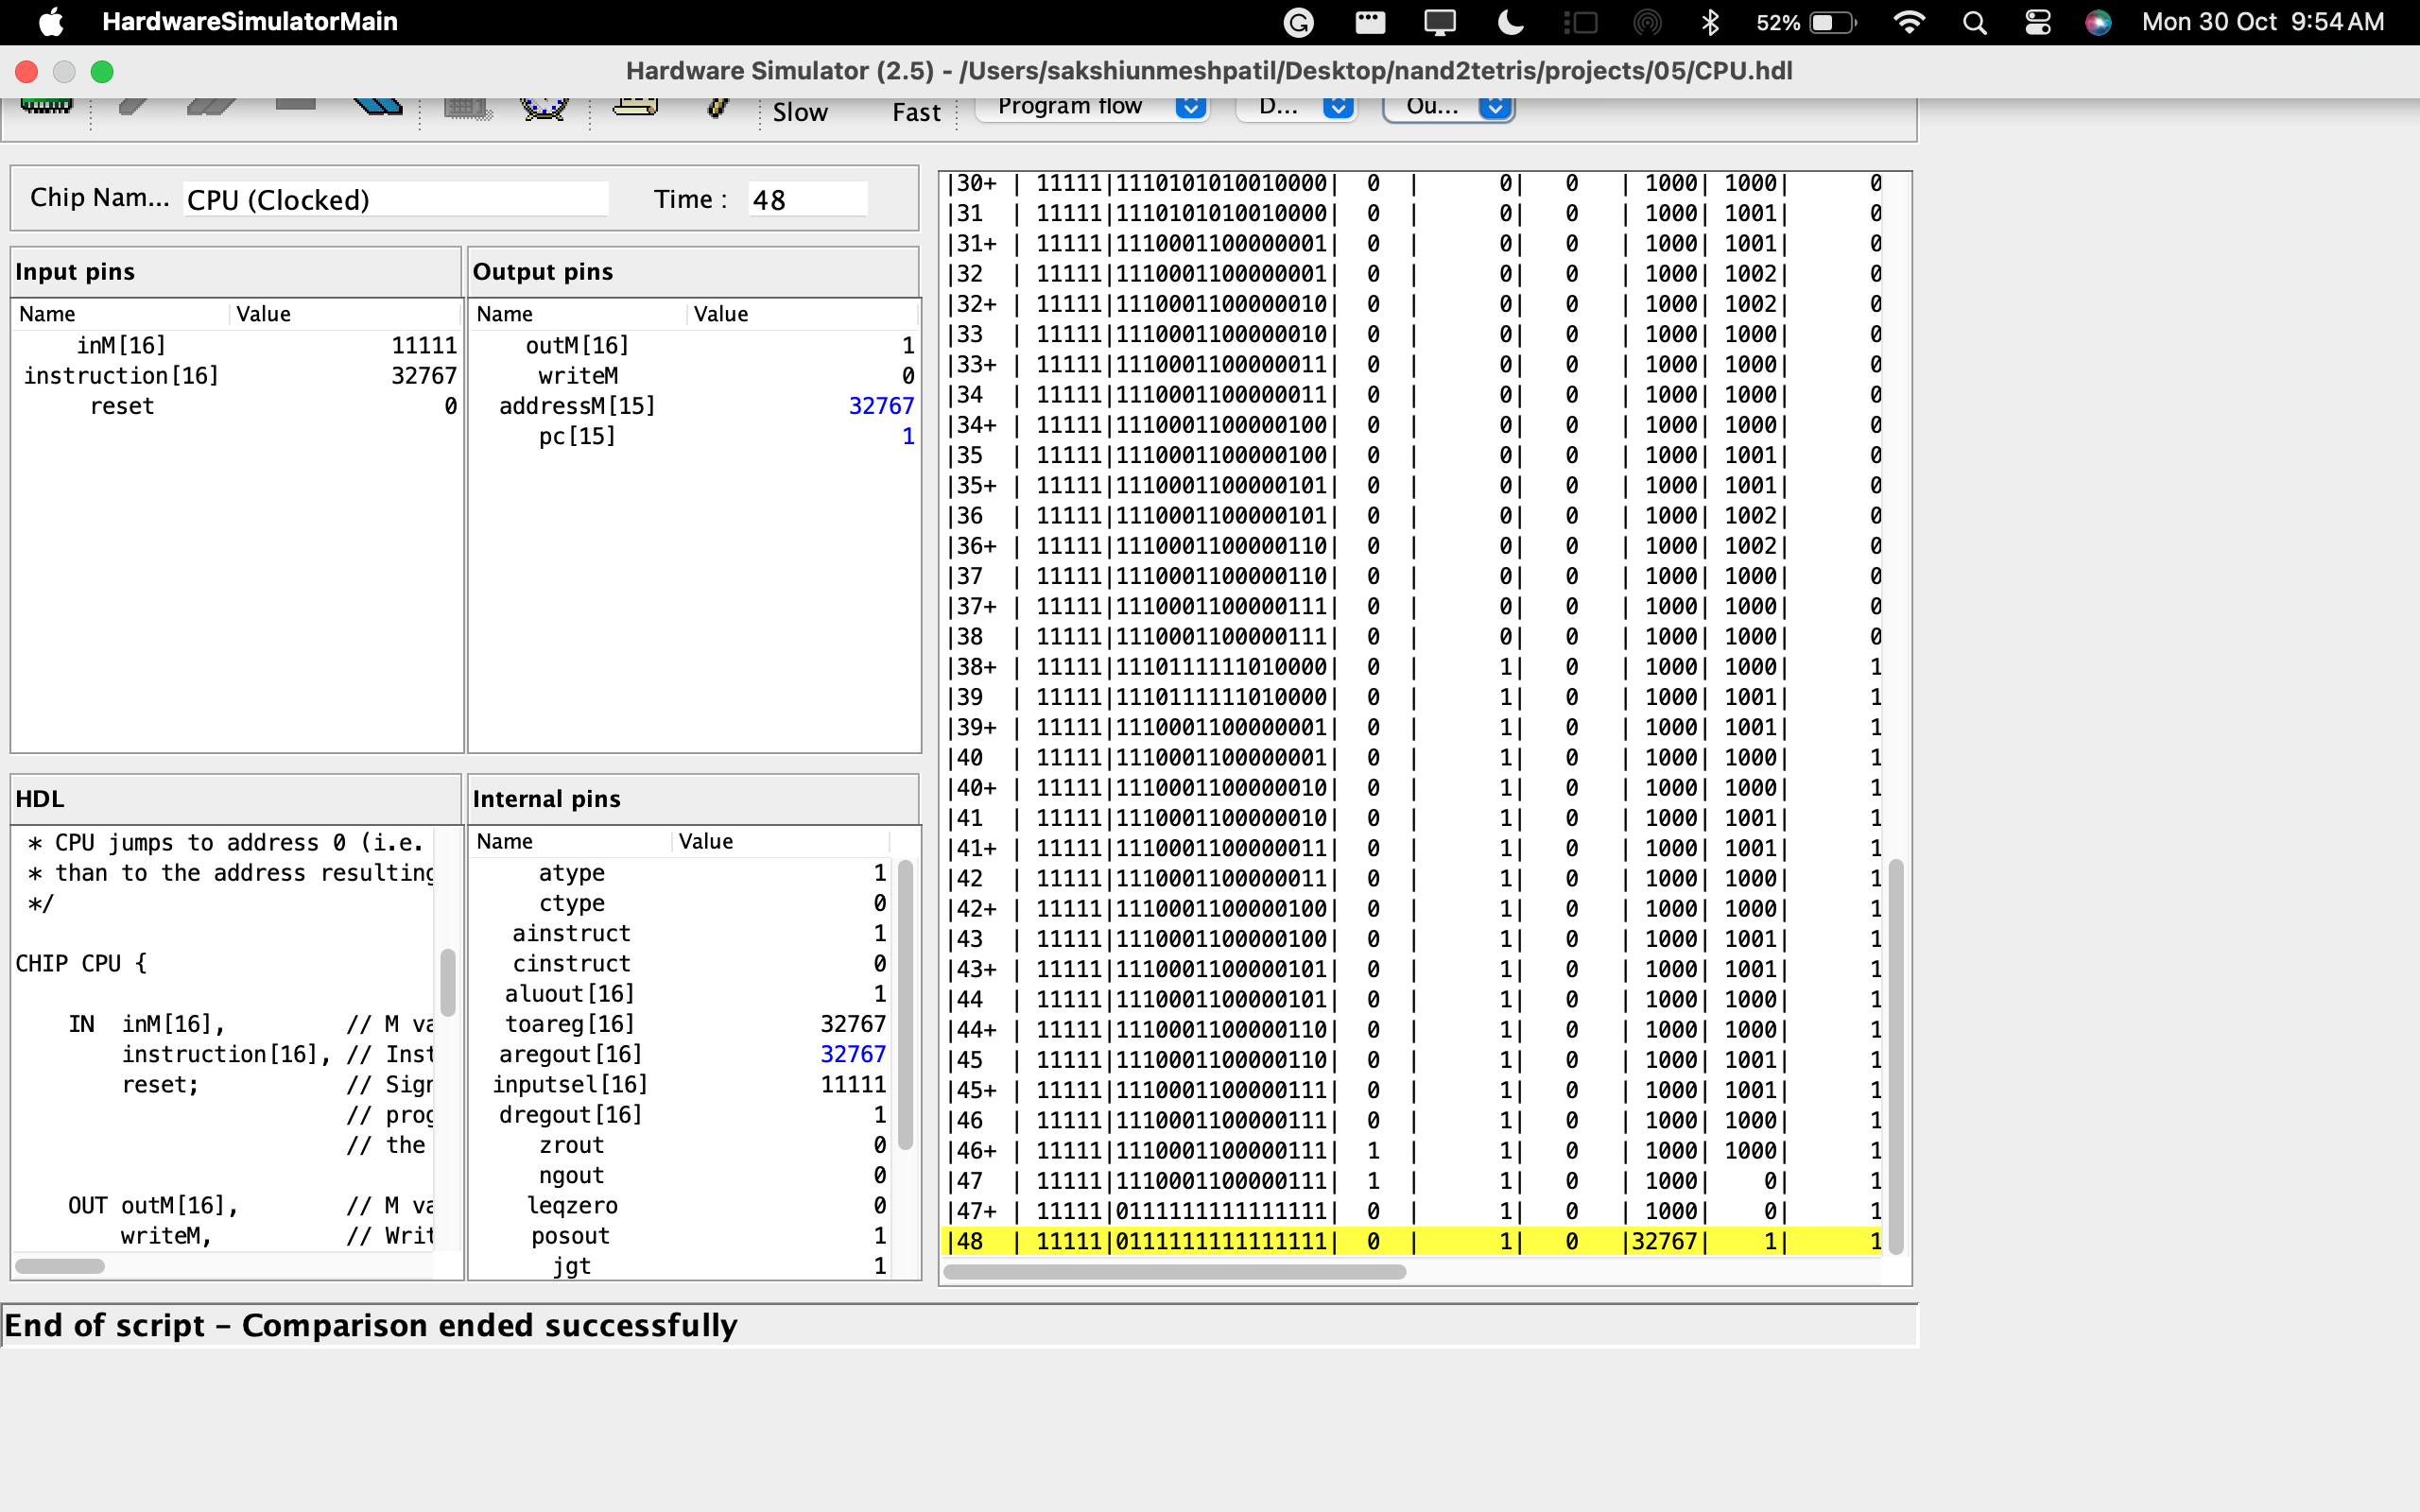 HardwareSimulatorMain
52%
Mon 30 Oct 9:54 AM
Hardware Simulator (2.5) - /Users/sakshiunmeshpatil/Desktop/nand2tetris/projects/05/CPU.hdl
Slow Fast Program flow D... Ou...
Chip Nam... CPU (Clocked) Time : 48
Input pins
Name Value
inM[16] 11111
instruction[16] 32767
reset 0
Output pins
Name Value
outM[16] 1
writeM 0
addressM[15] 32767
pc[15] 1
HDL
* CPU jumps to address 0 (i.e.
* than to the address resulting
*/
CHIP CPU {
IN inM[16], // M va
instruction[16], // Inst
reset; // Sign
// prog
// the
OUT outM[16], // M va
writeM, // Writ
Internal pins
Name Value
atype 1
ctype 0
ainstruct 1
cinstruct 0
aluout[16] 1
toareg[16] 32767
aregout[16] 32767
inputsel[16] 11111
dregout[16] 1
zrout 0
ngout 0
leqzero 0
posout 1
jgt 1
|30+ | 11111|1110101010010000| 0 | 0| 0 | 1000| 1000| 0
|31 | 11111|1110101010010000| 0 | 0| 0 | 1000| 1001| 0
|31+ | 11111|1110001100000001| 0 | 0| 0 | 1000| 1001| 0
|32 | 11111|1110001100000001| 0 | 0| 0 | 1000| 1002| 0
|32+ | 11111|1110001100000010| 0 | 0| 0 | 1000| 1002| 0
|33 | 11111|1110001100000010| 0 | 0| 0 | 1000| 1000| 0
|33+ | 11111|1110001100000011| 0 | 0| 0 | 1000| 1000| 0
|34 | 11111|1110001100000011| 0 | 0| 0 | 1000| 1000| 0
|34+ | 11111|1110001100000100| 0 | 0| 0 | 1000| 1000| 0
|35 | 11111|1110001100000100| 0 | 0| 0 | 1000| 1001| 0
|35+ | 11111|1110001100000101| 0 | 0| 0 | 1000| 1001| 0
|36 | 11111|1110001100000101| 0 | 0| 0 | 1000| 1002| 0
|36+ | 11111|1110001100000110| 0 | 0| 0 | 1000| 1002| 0
|37 | 11111|1110001100000110| 0 | 0| 0 | 1000| 1000| 0
|37+ | 11111|1110001100000111| 0 | 0| 0 | 1000| 1000| 0
|38 | 11111|1110001100000111| 0 | 0| 0 | 1000| 1000| 0
|38+ | 11111|1110111111010000| 0 | 1| 0 | 1000| 1000| 1
|39 | 11111|1110111111010000| 0 | 1| 0 | 1000| 1001| 1
|39+ | 11111|1110001100000001| 0 | 1| 0 | 1000| 1001| 1
|40 | 11111|1110001100000001| 0 | 1| 0 | 1000| 1000| 1
|40+ | 11111|1110001100000010| 0 | 1| 0 | 1000| 1000| 1
|41 | 11111|1110001100000010| 0 | 1| 0 | 1000| 1001| 1
|41+ | 11111|1110001100000011| 0 | 1| 0 | 1000| 1001| 1
|42 | 11111|1110001100000011| 0 | 1| 0 | 1000| 1000| 1
|42+ | 11111|1110001100000100| 0 | 1| 0 | 1000| 1000| 1
|43 | 11111|1110001100000100| 0 | 1| 0 | 1000| 1001| 1
|43+ | 11111|1110001100000101| 0 | 1| 0 | 1000| 1001| 1
|44 | 11111|1110001100000101| 0 | 1| 0 | 1000| 1000| 1
|44+ | 11111|1110001100000110| 0 | 1| 0 | 1000| 1000| 1
|45 | 11111|1110001100000110| 0 | 1| 0 | 1000| 1001| 1
|45+ | 11111|1110001100000111| 0 | 1| 0 | 1000| 1001| 1
|46 | 11111|1110001100000111| 0 | 1| 0 | 1000| 1000| 1
|46+ | 11111|1110001100000111| 1 | 1| 0 | 1000| 1000| 1
|47 | 11111|1110001100000111| 1 | 1| 0 | 1000| 0| 1
|47+ | 11111|0111111111111111| 0 | 1| 0 | 1000| 0| 1
|48 | 11111|0111111111111111| 0 | 1| 0 |32767| 1| 1
End of script – Comparison ended successfully